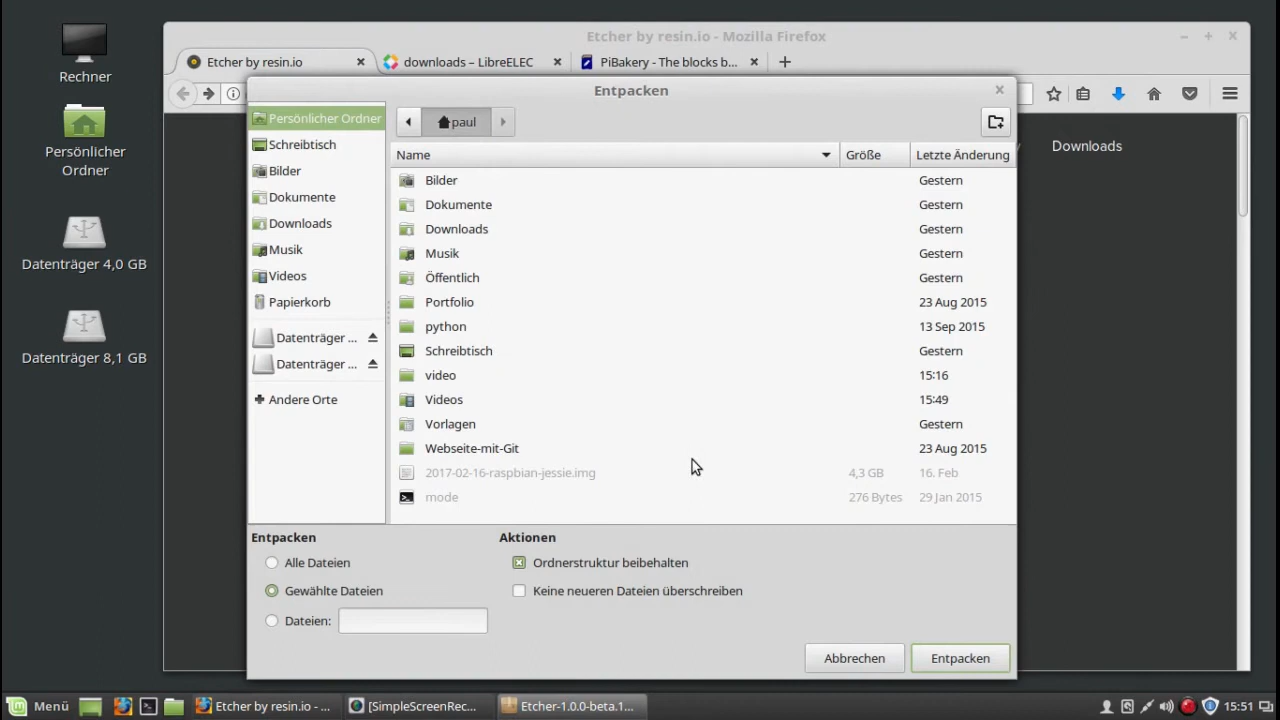 Rechner
Persönlicher
Ordner
Datenträger 4,0 GB
Datenträger 8,1 GB
Etcher by resin.io - Mozilla Firefox
Etcher by resin.io
downloads – LibreELEC
PiBakery - The blocks b...
Downloads
Entpacken
Persönlicher Ordner
Schreibtisch
Bilder
Dokumente
Downloads
Musik
Videos
Papierkorb
Datenträger ...
Datenträger ...
Andere Orte
paul
Name Größe Letzte Änderung
Bilder Gestern
Dokumente Gestern
Downloads Gestern
Musik Gestern
Öffentlich Gestern
Portfolio 23 Aug 2015
python 13 Sep 2015
Schreibtisch Gestern
video 15:16
Videos 15:49
Vorlagen Gestern
Webseite-mit-Git 23 Aug 2015
2017-02-16-raspbian-jessie.img 4,3 GB 16. Feb
mode 276 Bytes 29 Jan 2015
Entpacken
Alle Dateien
Gewählte Dateien
Dateien:
Aktionen
Ordnerstruktur beibehalten
Keine neueren Dateien überschreiben
Abbrechen
Entpacken
Menü
Etcher by resin.io - ...
[SimpleScreenRec...
Etcher-1.0.0-beta.1...
15:51